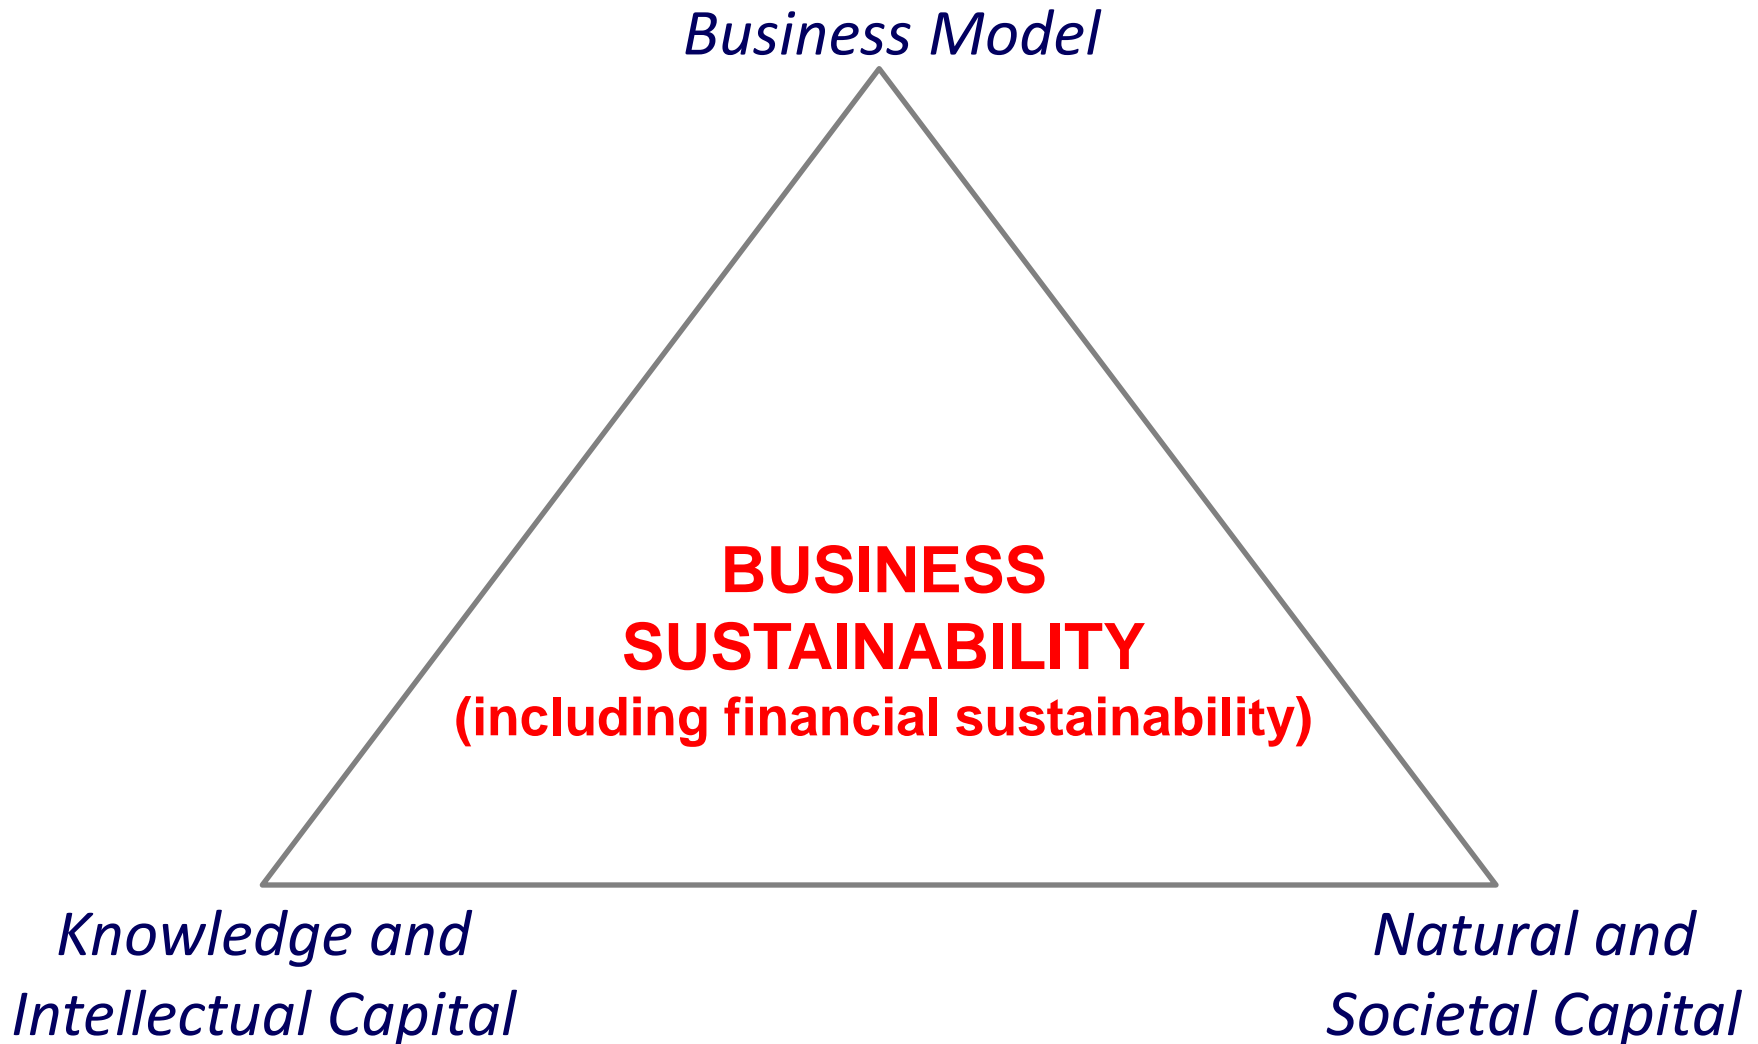 Business Model
BUSINESS
SUSTAINABILITY
(including financial sustainability)
Knowledge and
Intellectual Capital
Natural and
Societal Capital